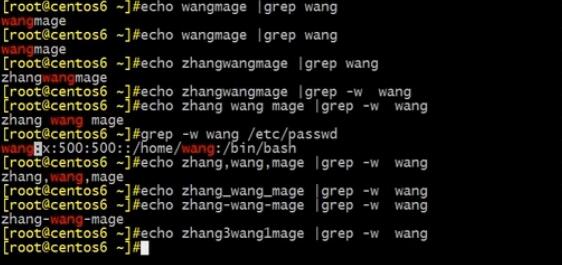 [root@centos6 ~]#echo wangmage |grep wang
wangmage
[root@centos6 ~]#echo wangmage |grep wang
wangmage
[root@centos6 ~]#echo zhangwangmage |grep wang
zhangwangmage
[root@centos6 ~]#echo zhangwangmage |grep -w  wang
[root@centos6 ~]#echo zhang wang mage |grep -w  wang
zhang wang mage
[root@centos6 ~]#grep -w wang /etc/passwd
wang:x:500:500::/home/wang:/bin/bash
[root@centos6 ~]#echo zhang,wang,mage |grep -w  wang
zhang,wang,mage
[root@centos6 ~]#echo zhang_wang_mage |grep -w  wang
[root@centos6 ~]#echo zhang-wang-mage |grep -w  wang
zhang-wang-mage
[root@centos6 ~]#echo zhang3wang1mage |grep -w  wang
[root@centos6 ~]#